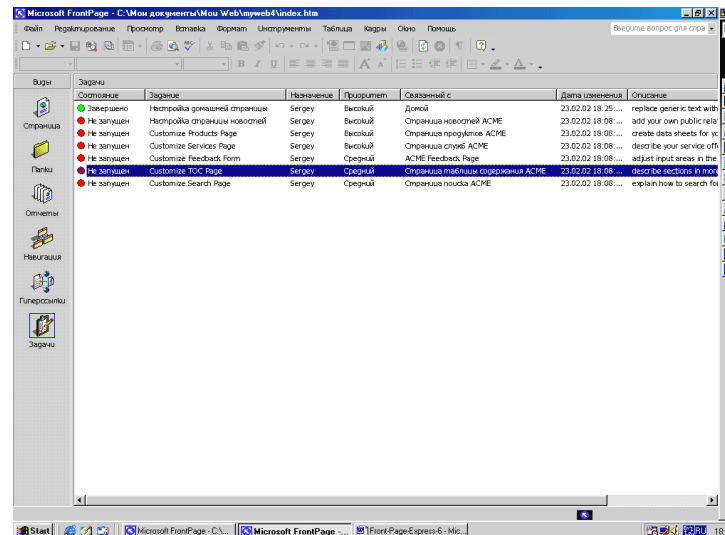 Microsoft FrontPage - C:\Мои документы\Мои Web\myweb4\index.htm
Файл Редактирование Просмотр Вставка Формат Инструменты Таблица Кадры Окно Помощь
Введите вопрос для спра
Виды Задачи
Состояние Задание Назначение Приоритет Связанный с Дата изменения Описание
Завершено Настройка домашней страницы Sergey Высокий Домой 23.02.02 18:25:... replace generic text with
Не запущен Настройка страницы новостей Sergey Высокий Страница новостей ACME 23.02.02 18:08:... add your own public rela
Не запущен Customize Products Page Sergey Высокий Страница продуктов ACME 23.02.02 18:08:... create data sheets for yo
Не запущен Customize Services Page Sergey Высокий Страница служб ACME 23.02.02 18:08:... describe your service off
Не запущен Customize Feedback Form Sergey Средний ACME Feedback Page 23.02.02 18:08:... adjust input areas in the
Не запущен Customize TOC Page Sergey Средний Страница таблицы содержания ACME 23.02.02 18:08:... describe sections in more
Не запущен Customize Search Page Sergey Средний Страница поиска ACME 23.02.02 18:08:... explain how to search for
Страница
Папки
Отчеты
Навигация
Гиперссылки
Задачи
Start Microsoft FrontPage - C:\... Microsoft FrontPage -... Front-Page-Express-6 - Mic... RU 18